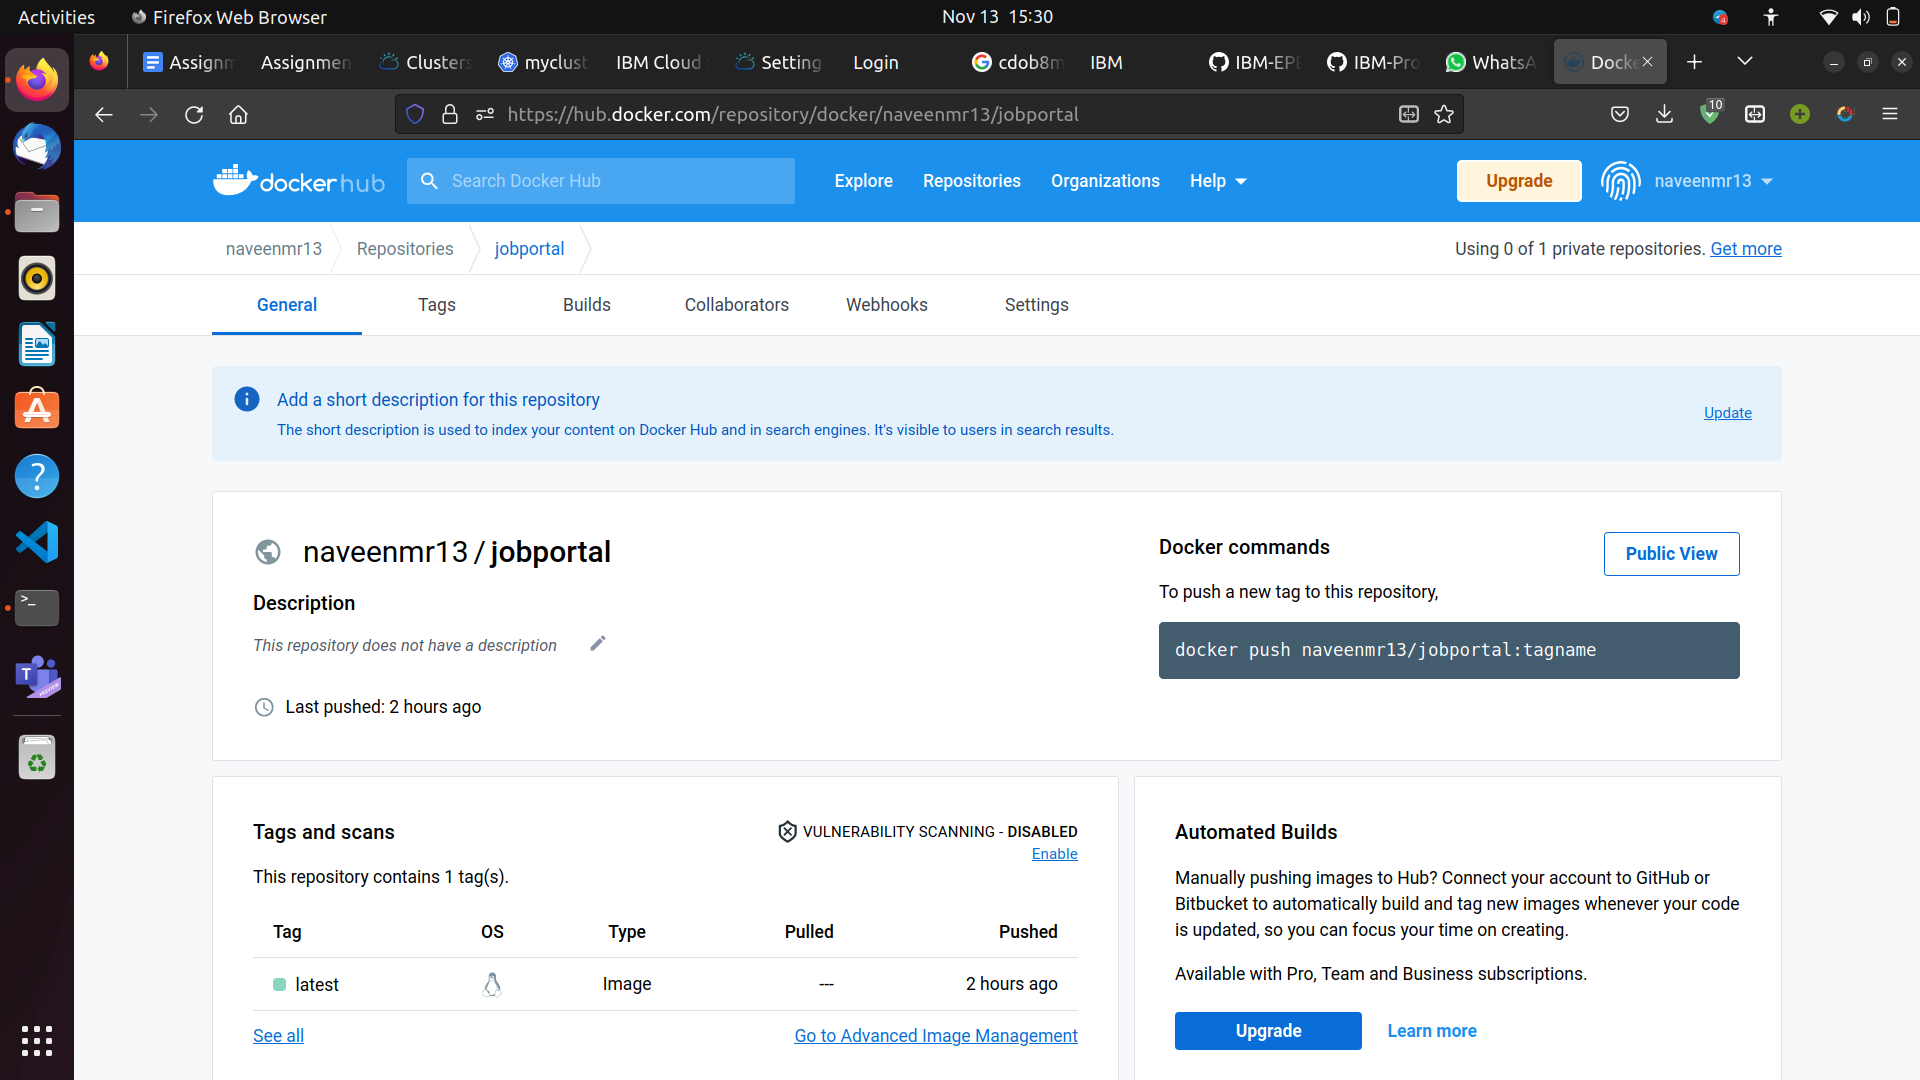 Activities
Firefox Web Browser
Nov 13 15:30
4
Assignm
Assignmen
Clusters
myclust
IBM Cloud
Setting
Login
cdob8m
IBM
IBM-EPB
IBM-Pro
WhatsA
Docke
https://hub.docker.com/repository/docker/naveenmr13/jobportal
10
docker hub
Search Docker Hub
Explore
Repositories
Organizations
Help
Upgrade
naveenmr13
naveenmr13
Repositories
jobportal
Using 0 of 1 private repositories. Get more
General
Tags
Builds
Collaborators
Webhooks
Settings
Add a short description for this repository
The short description is used to index your content on Docker Hub and in search engines. It's visible to users in search results.
Update
naveenmr13 / jobportal
Description
This repository does not have a description
Last pushed: 2 hours ago
Docker commands
Public View
To push a new tag to this repository,
docker push naveenmr13/jobportal:tagname
Tags and scans
VULNERABILITY SCANNING - DISABLED
Enable
This repository contains 1 tag(s).
Tag OS Type Pulled Pushed
latest Image --- 2 hours ago
See all
Go to Advanced Image Management
Automated Builds
Manually pushing images to Hub? Connect your account to GitHub or
Bitbucket to automatically build and tag new images whenever your code
is updated, so you can focus your time on creating.
Available with Pro, Team and Business subscriptions.
Upgrade
Learn more